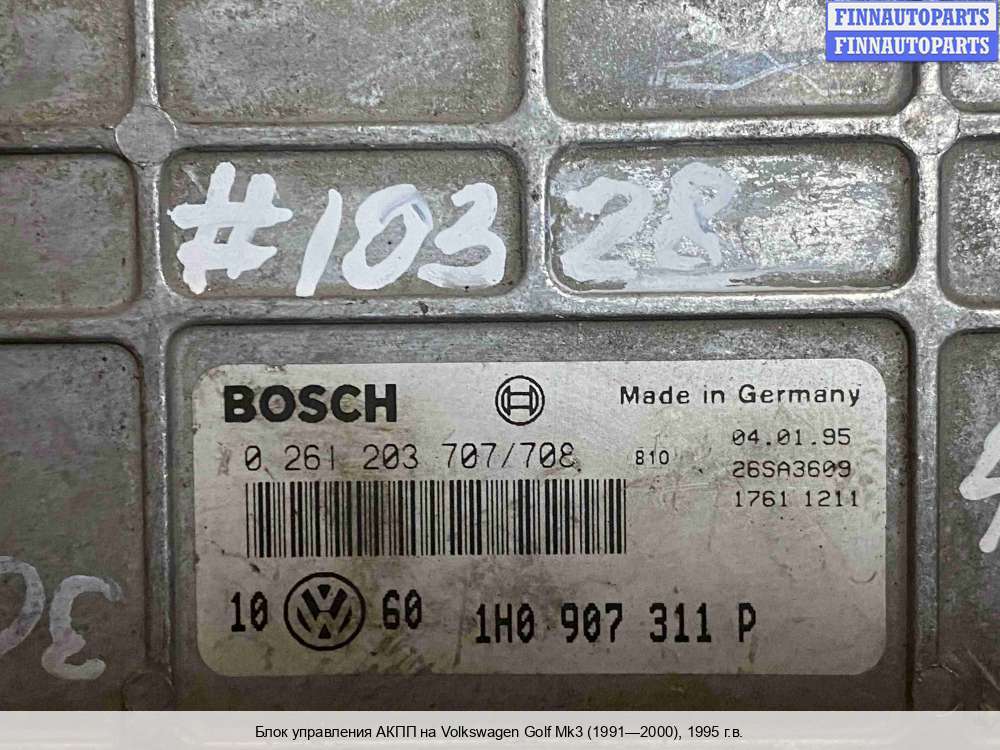 FINNAUTOPARTS
FINNAUTOPARTS
#103 28
BOSCH Made in Germany
0 261 203 707/708 810 04.01.95
26SA3609
1761 1211
10 60 1H0 907 311 P
Блок управления АКПП на Volkswagen Golf Mk3 (1991—2000), 1995 г.в.